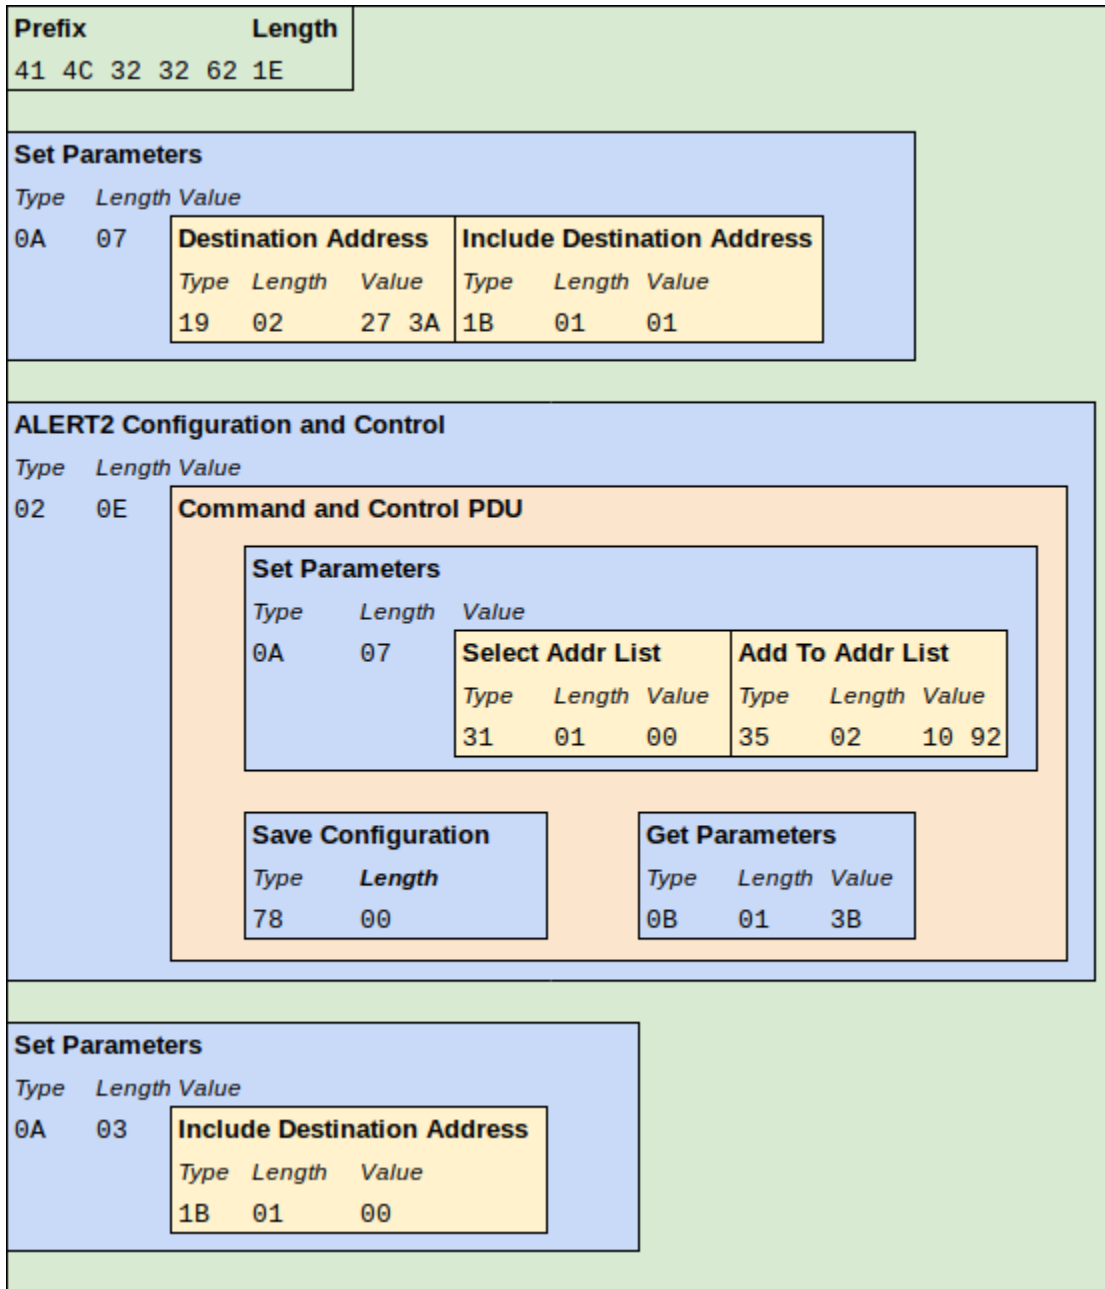 Prefix Length
41 4C 32 32 62 1E
Set Parameters
Type Length Value
0A 07 Destination Address Include Destination Address
Type Length Value Type Length Value
19 02 27 3A 1B 01 01
ALERT2 Configuration and Control
Type Length Value
02 0E Command and Control PDU
Set Parameters
Type Length Value
0A 07 Select Addr List Add To Addr List
Type Length Value Type Length Value
31 01 00 35 02 10 92
Save Configuration Get Parameters
Type Length Type Length Value
78 00 0B 01 3B
Set Parameters
Type Length Value
0A 03 Include Destination Address
Type Length Value
1B 01 00